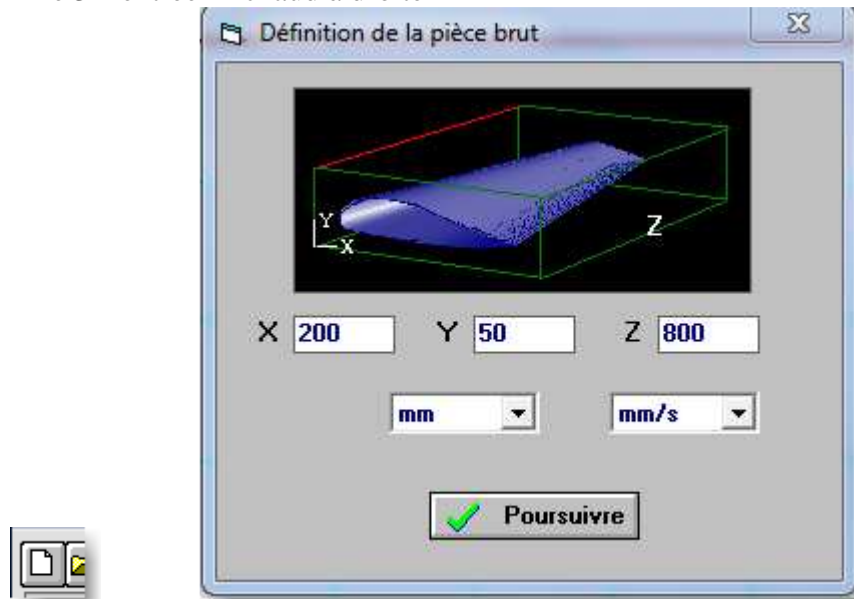 Définition de la pièce brut
Y
X
Z
X 200 Y 50 Z 800
mm mm/s
Poursuivre